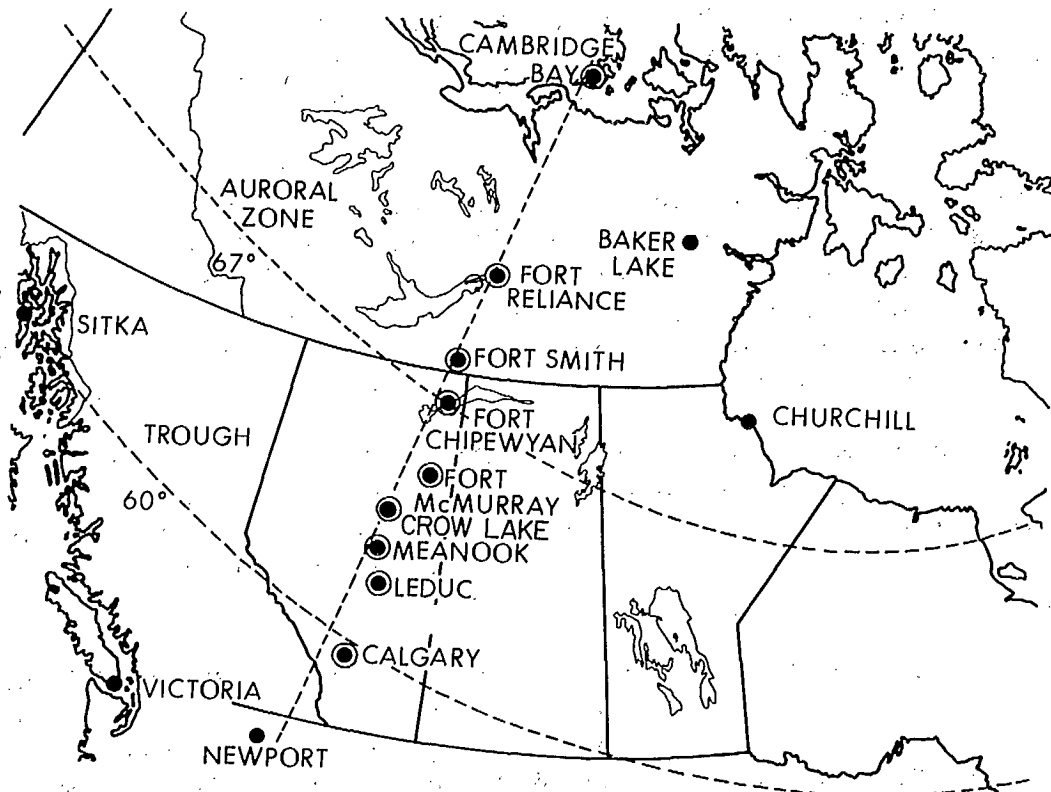 CAMBRIDGE
BAY
AURORAL
ZONE
67°
BAKER
LAKE
FORT
RELIANCE
SITKA
FORT SMITH
FORT
CHIPEWYAN
CHURCHILL
TROUGH
60°
FORT
McMURRAY
CROW LAKE
MEANOOK
LEDUC
CALGARY
VICTORIA
NEWPORT